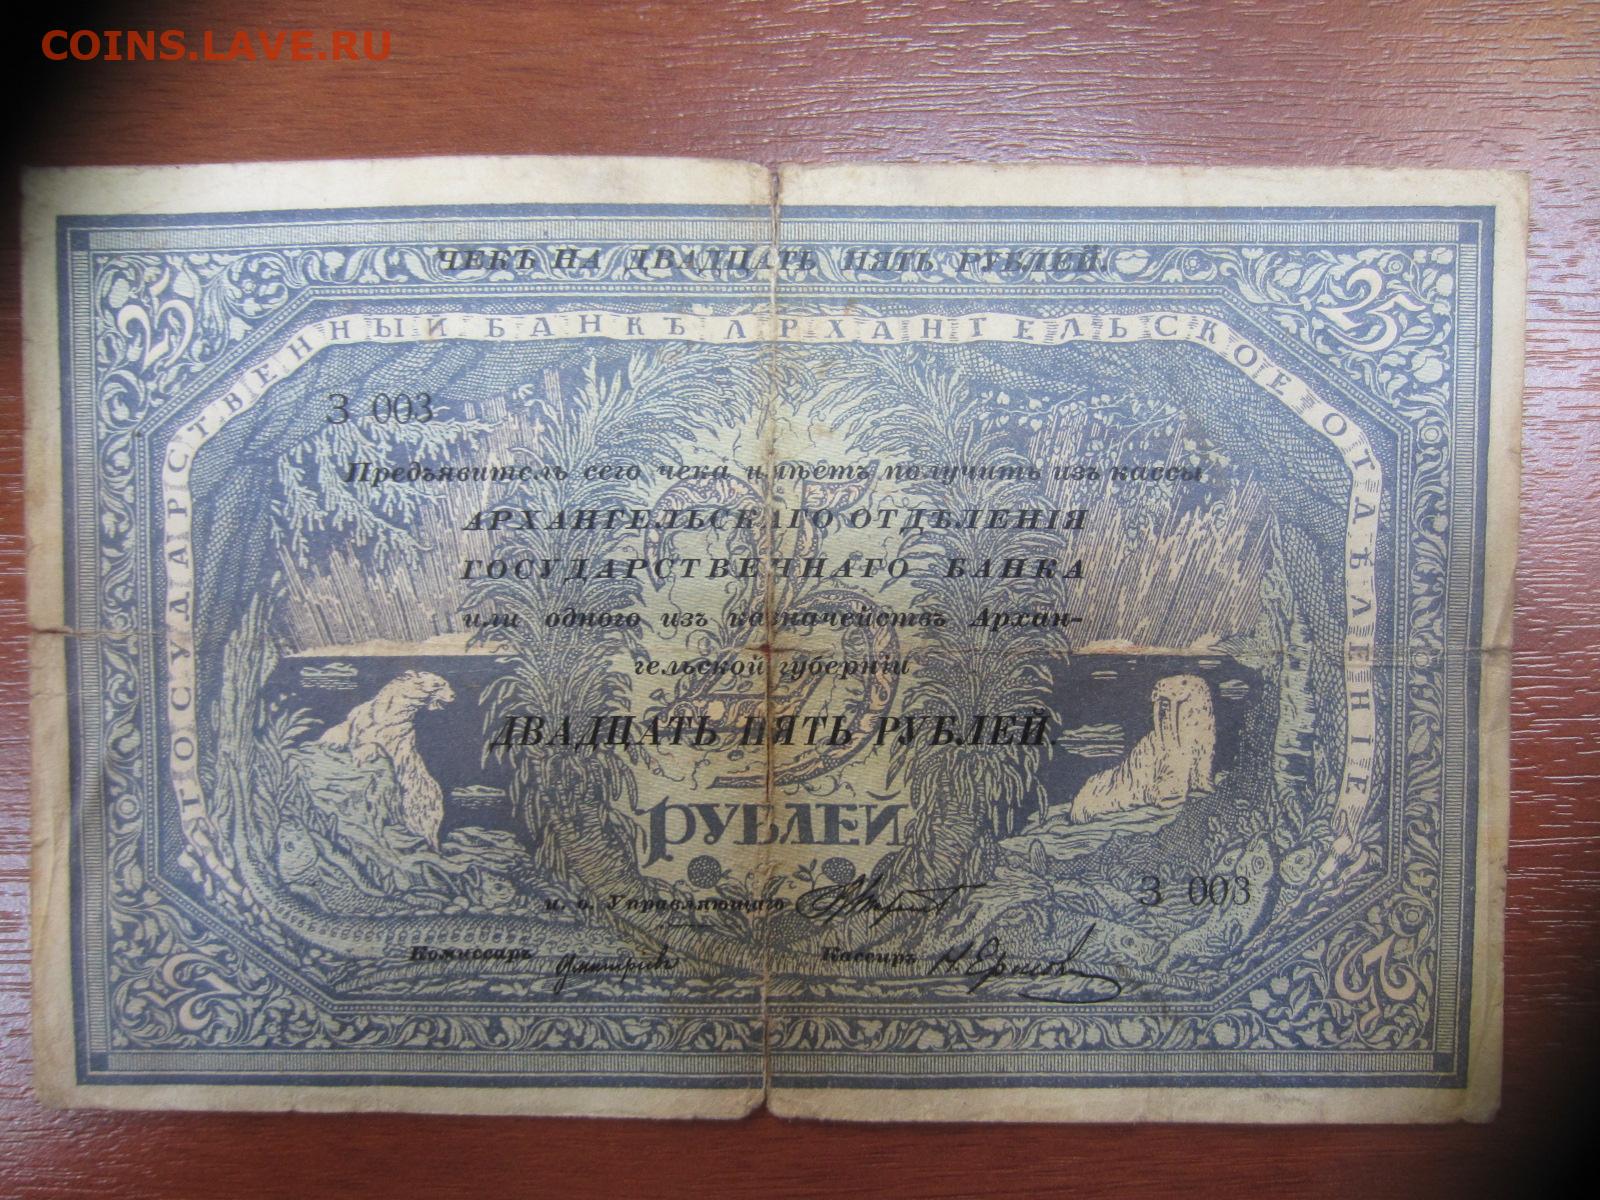 COINS.LAVE.RU
ЧЕКЪ НА ДВАДЦАТЬ ПЯТЬ РУБЛЕЙ.
25 25
ГОСУДАРСТВЕННЫЙ БАНКЪ АРХАНГЕЛЬСКОЕ ОТДѢЛЕНІЕ
З 003
Предъявитель сего чека имѣетъ получить изъ кассы
АРХАНГЕЛЬСКАГО ОТДѢЛЕНІЯ
ГОСУДАРСТВЕННАГО БАНКА
или одного изъ казначействъ Архан-
гельской губерніи
25
ДВАДЦАТЬ ПЯТЬ РУБЛЕЙ.
РУБЛЕЙ
З 003
и. о. Управляющаго
Комиссаръ Кассиръ
25 25